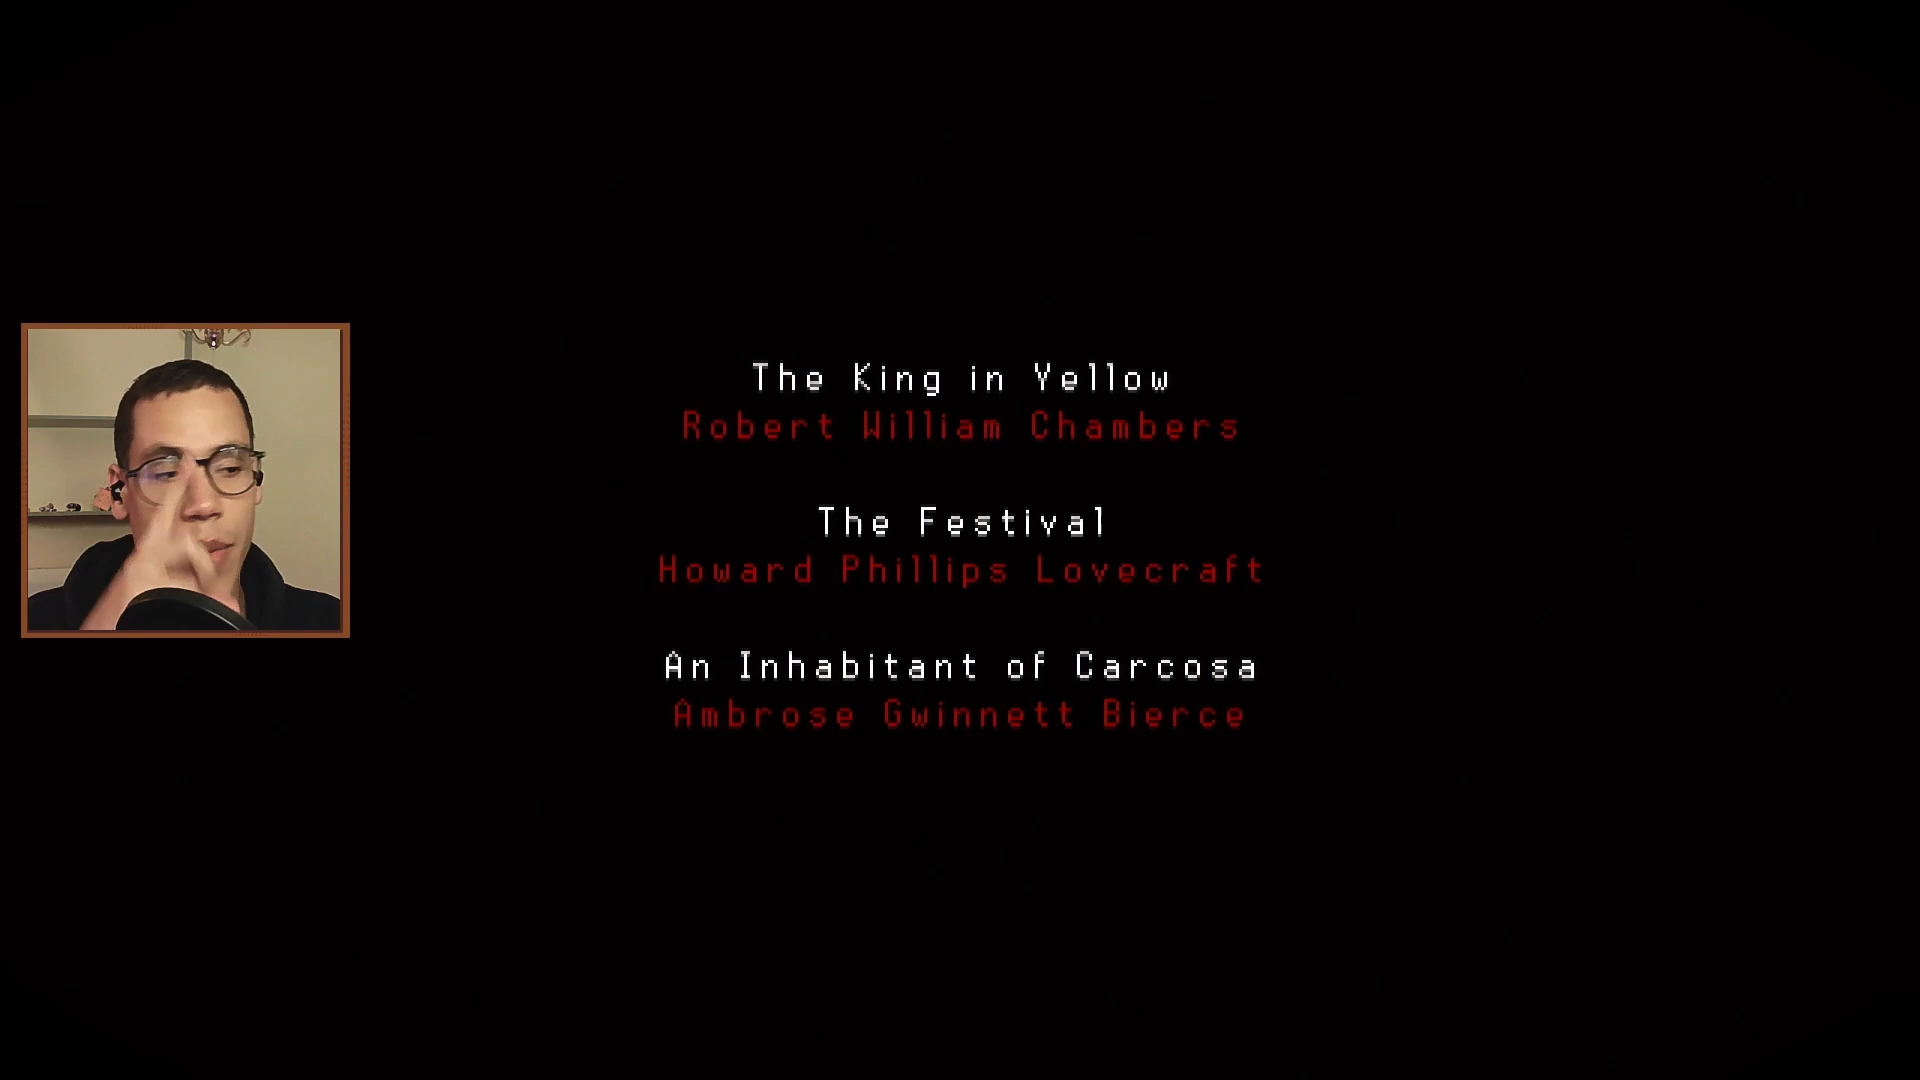 The King in Yellow
Robert William Chambers
The Festival
Howard Phillips Lovecraft
An Inhabitant of Carcosa
Ambrose Gwinnett Bierce